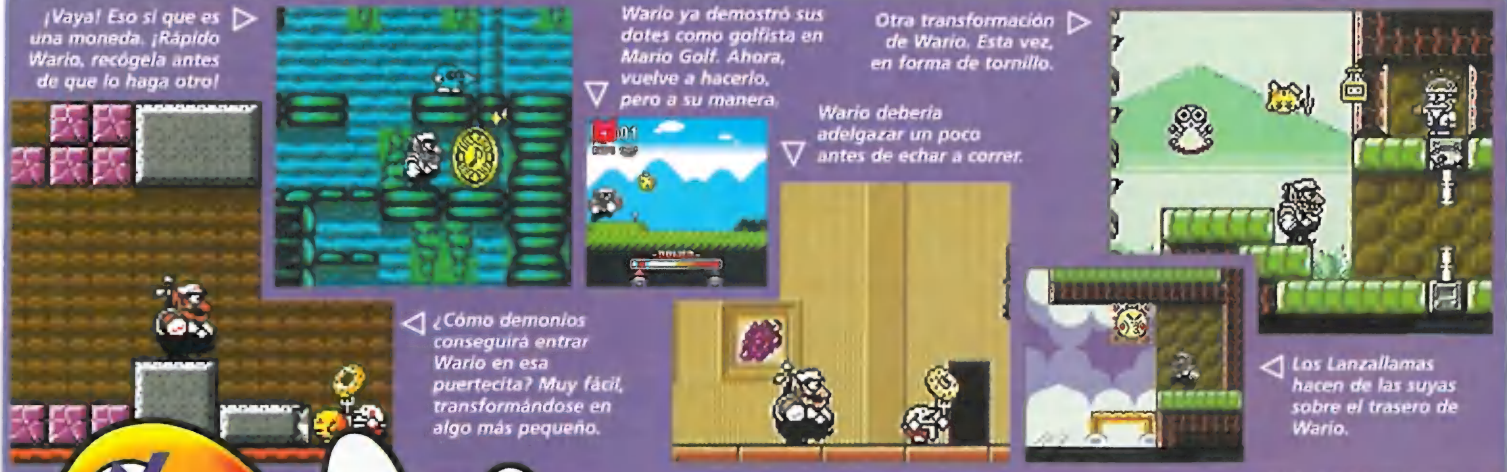 ¡Vaya! Eso sí que es
una moneda. ¡Rápido
Wario, recógela antes
de que lo haga otro!
Wario ya demostró sus
dotes como golfista en
Mario Golf. Ahora,
vuelve a hacerlo,
pero a su manera.
Otra transformación
de Wario. Esta vez,
en forma de tornillo.
Wario debería
adelgazar un poco
antes de echar a correr.
¿Cómo demonios
conseguirá entrar
Wario en esa
puertecita? Muy fácil,
transformándose en
algo más pequeño.
Los Lanzallamas
hacen de las suyas
sobre el trasero de
Wario.